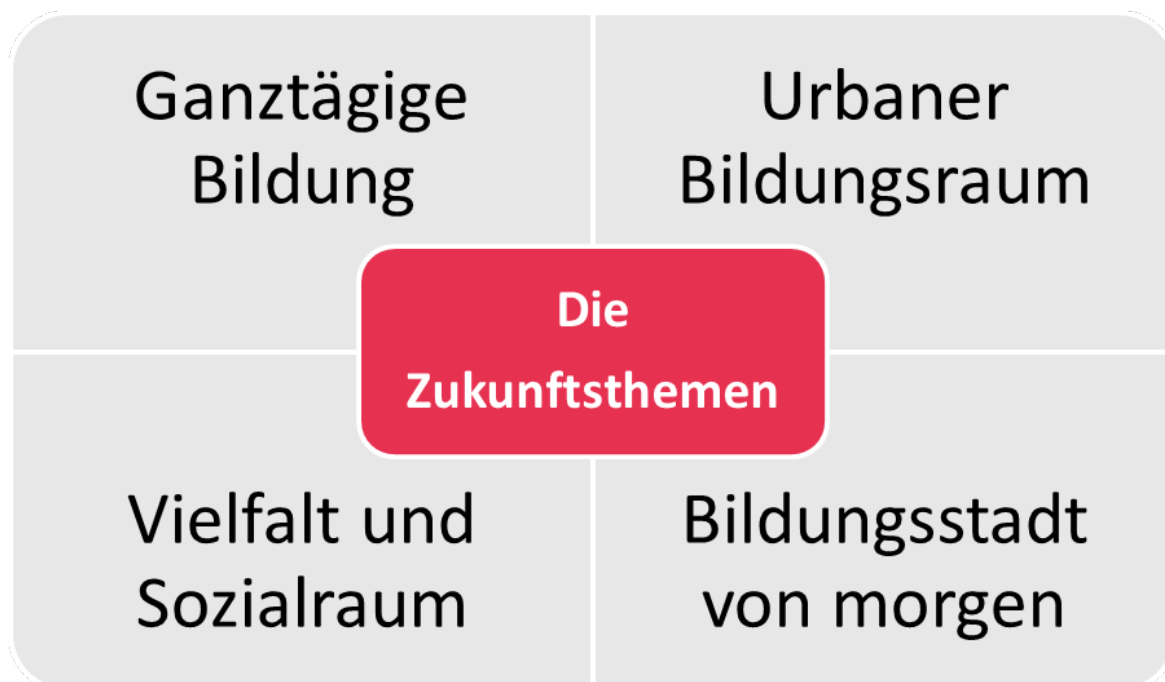 Ganztägige
Bildung
Urbaner
Bildungsraum
Die
Zukunftsthemen
Vielfalt und
Sozialraum
Bildungsstadt
von morgen